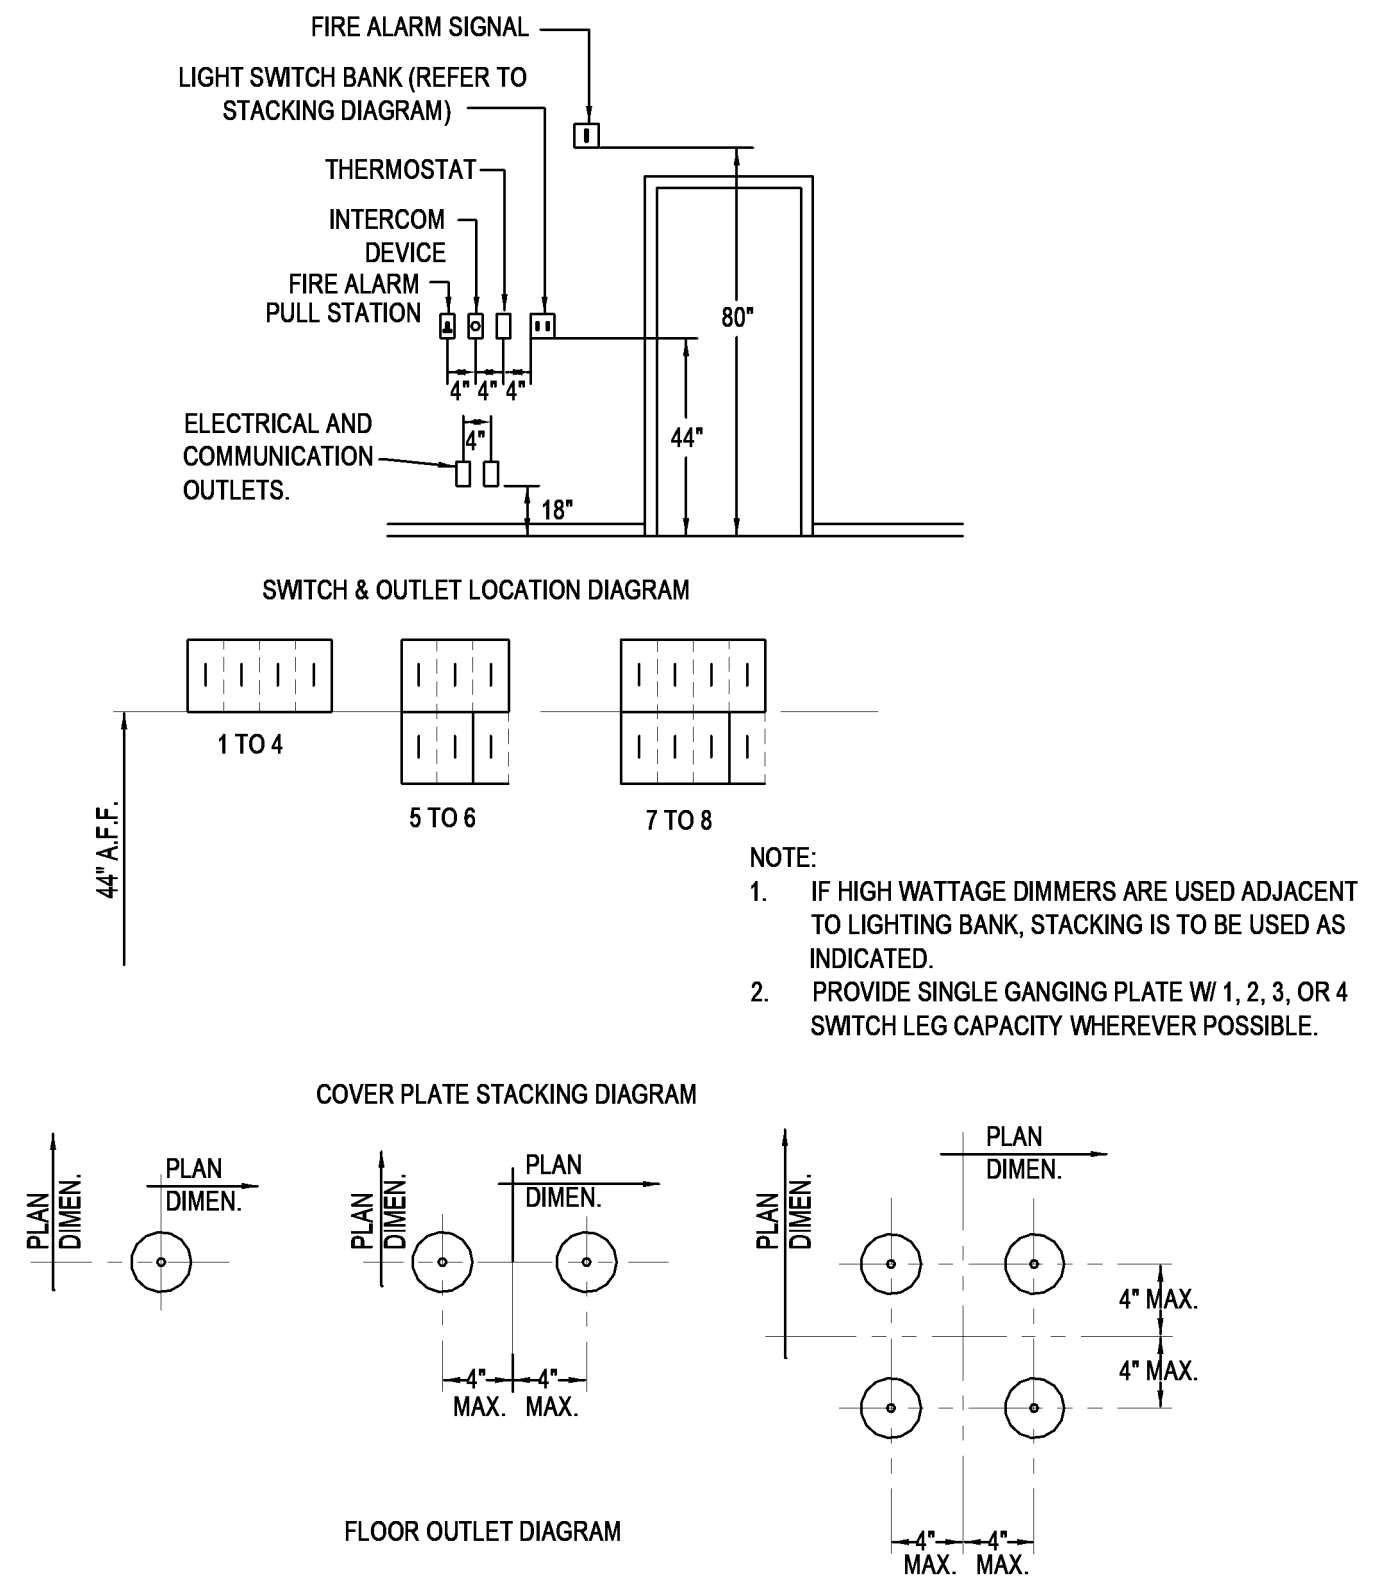 FIRE ALARM SIGNAL
LIGHT SWITCH BANK (REFER TO
STACKING DIAGRAM)
THERMOSTAT
INTERCOM
DEVICE
FIRE ALARM
PULL STATION
80"
4" 4" 4"
ELECTRICAL AND
COMMUNICATION
OUTLETS.
4"
44"
18"
SWITCH & OUTLET LOCATION DIAGRAM
1 TO 4
5 TO 6
7 TO 8
44" A.F.F.
NOTE:
1. IF HIGH WATTAGE DIMMERS ARE USED ADJACENT
TO LIGHTING BANK, STACKING IS TO BE USED AS
INDICATED.
2. PROVIDE SINGLE GANGING PLATE W/ 1, 2, 3, OR 4
SWITCH LEG CAPACITY WHEREVER POSSIBLE.
COVER PLATE STACKING DIAGRAM
PLAN
DIMEN.
PLAN
DIMEN.
PLAN
DIMEN.
PLAN
DIMEN.
4" 4"
MAX. MAX.
PLAN
DIMEN.
PLAN
DIMEN.
4" MAX.
4" MAX.
4" 4"
MAX. MAX.
FLOOR OUTLET DIAGRAM